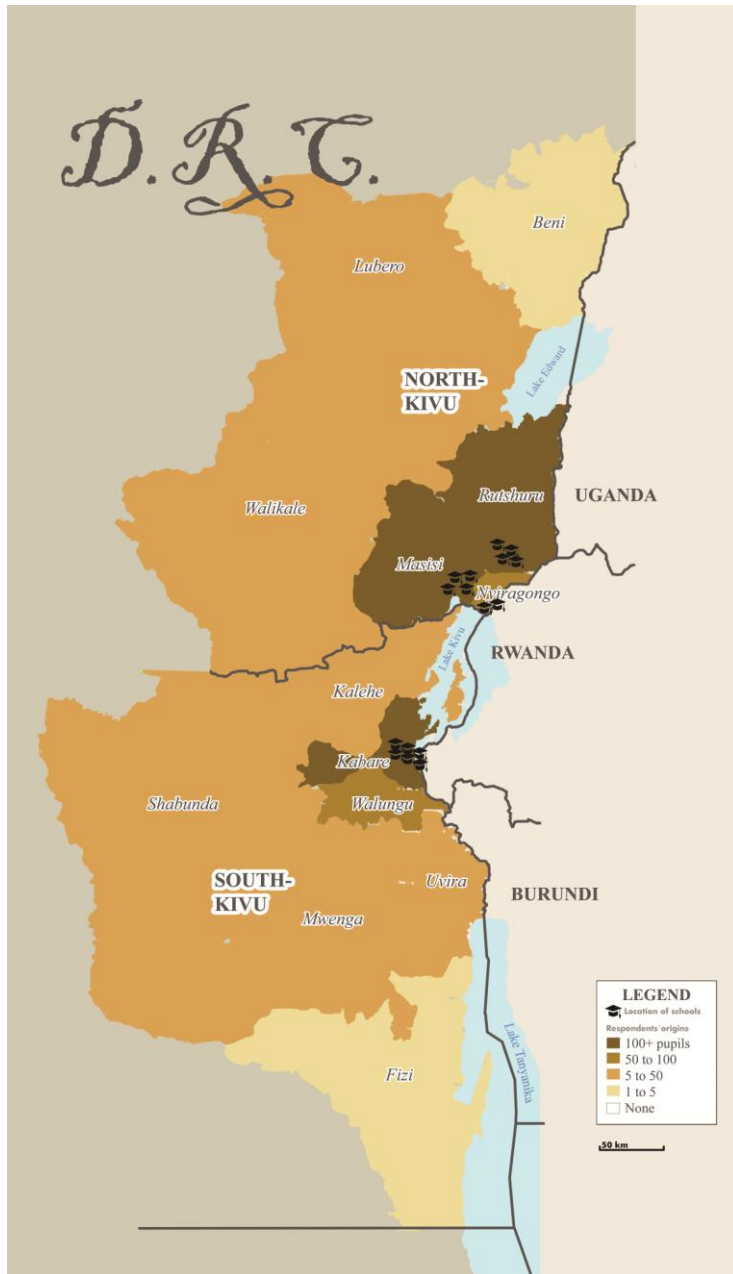 D.R.C.
Beni
Lubero
Lake Edward
NORTH-
KIVU
Rutshuru
UGANDA
Walikale
Masisi
Nyiragongo
Lake Kivu
RWANDA
Kalehe
Kabare
Shabunda
Walungu
SOUTH-
KIVU
Uvira
BURUNDI
Mwenga
Lake Tanyanika
Fizi
LEGEND
Location of schools
Respondents´origins
100+ pupils
50 to 100
5 to 50
1 to 5
None
50 km